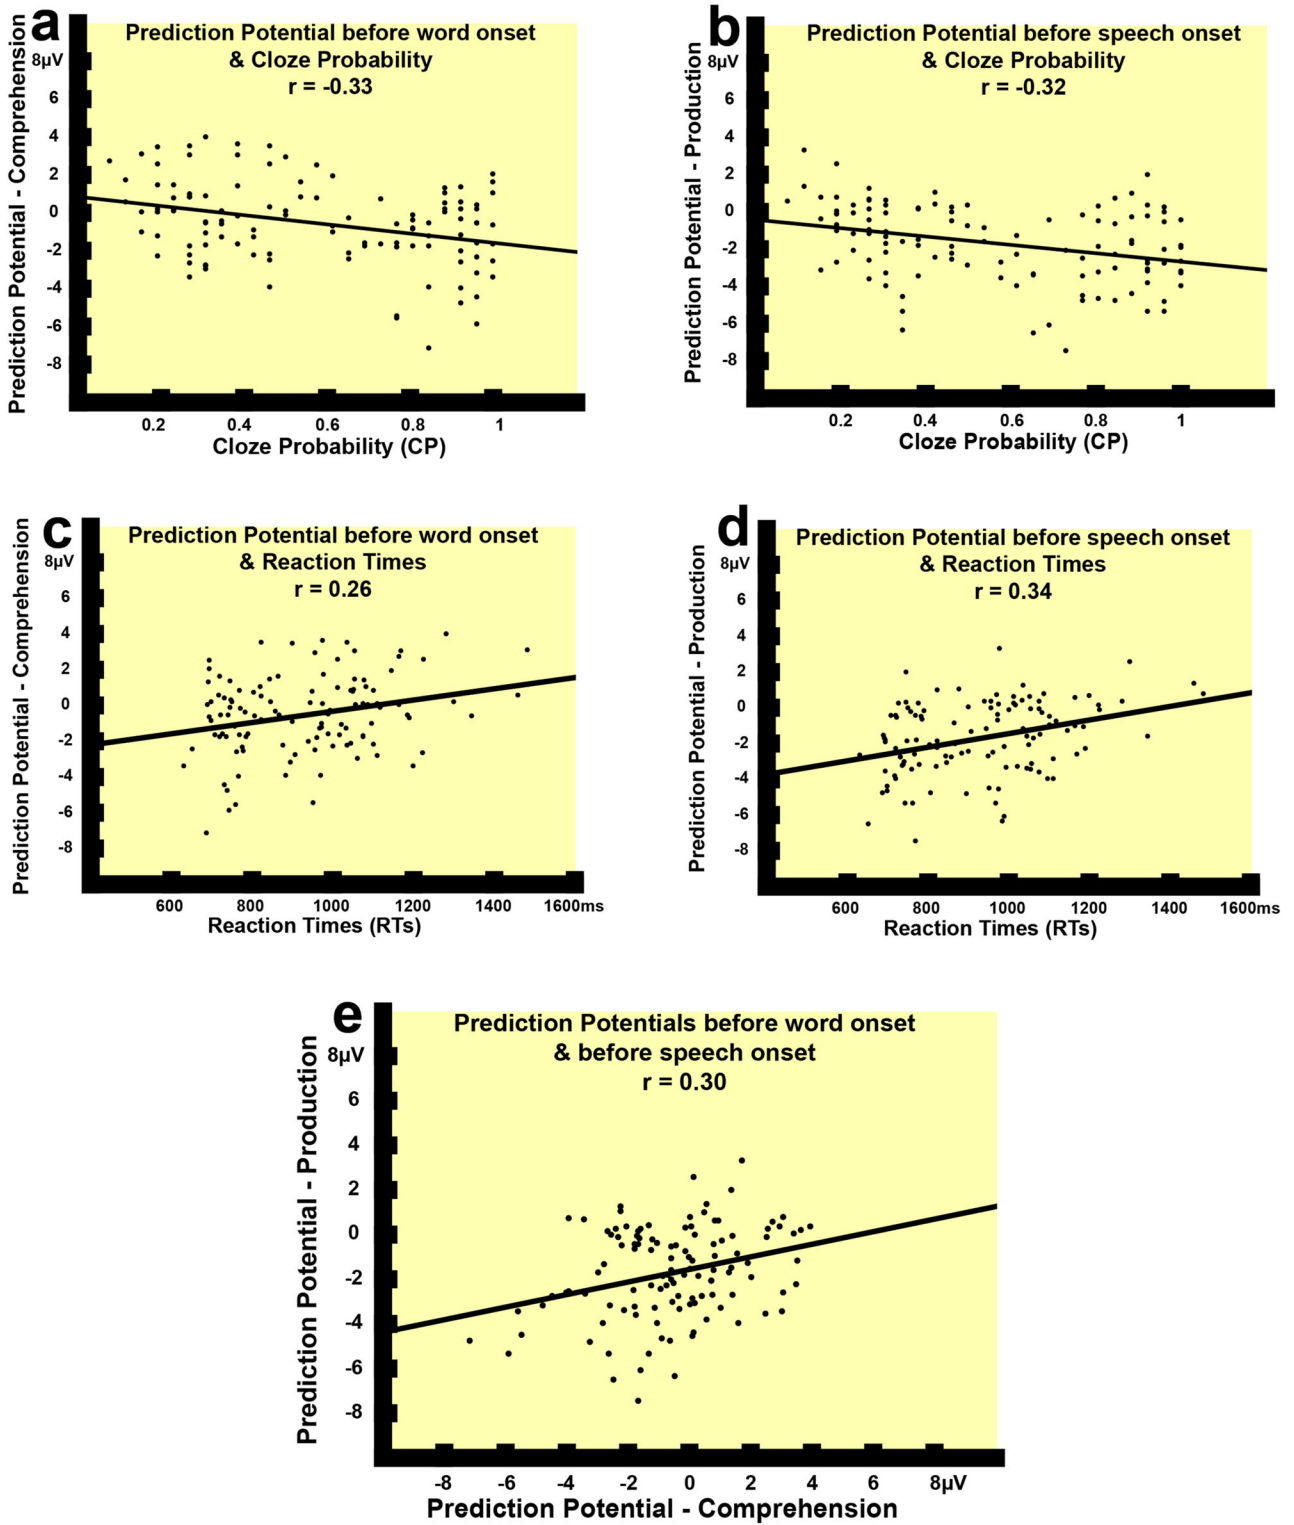 a
Prediction Potential before word onset
& Cloze Probability
r = -0.33
Prediction Potential - Comprehension
8µV
6
4
2
0
-2
-4
-6
-8
0.2 0.4 0.6 0.8 1
Cloze Probability (CP)
b
Prediction Potential before speech onset
& Cloze Probability
r = -0.32
Prediction Potential - Production
8µV
6
4
2
0
-2
-4
-6
-8
0.2 0.4 0.6 0.8 1
Cloze Probability (CP)
c
Prediction Potential before word onset
& Reaction Times
r = 0.26
Prediction Potential - Comprehension
8µV
6
4
2
0
-2
-4
-6
-8
600 800 1000 1200 1400 1600ms
Reaction Times (RTs)
d
Prediction Potential before speech onset
& Reaction Times
r = 0.34
Prediction Potential - Production
8µV
6
4
2
0
-2
-4
-6
-8
600 800 1000 1200 1400 1600ms
Reaction Times (RTs)
e
Prediction Potentials before word onset
& before speech onset
r = 0.30
Prediction Potential - Production
8µV
6
4
2
0
-2
-4
-6
-8
-8 -6 -4 -2 0 2 4 6 8µV
Prediction Potential - Comprehension